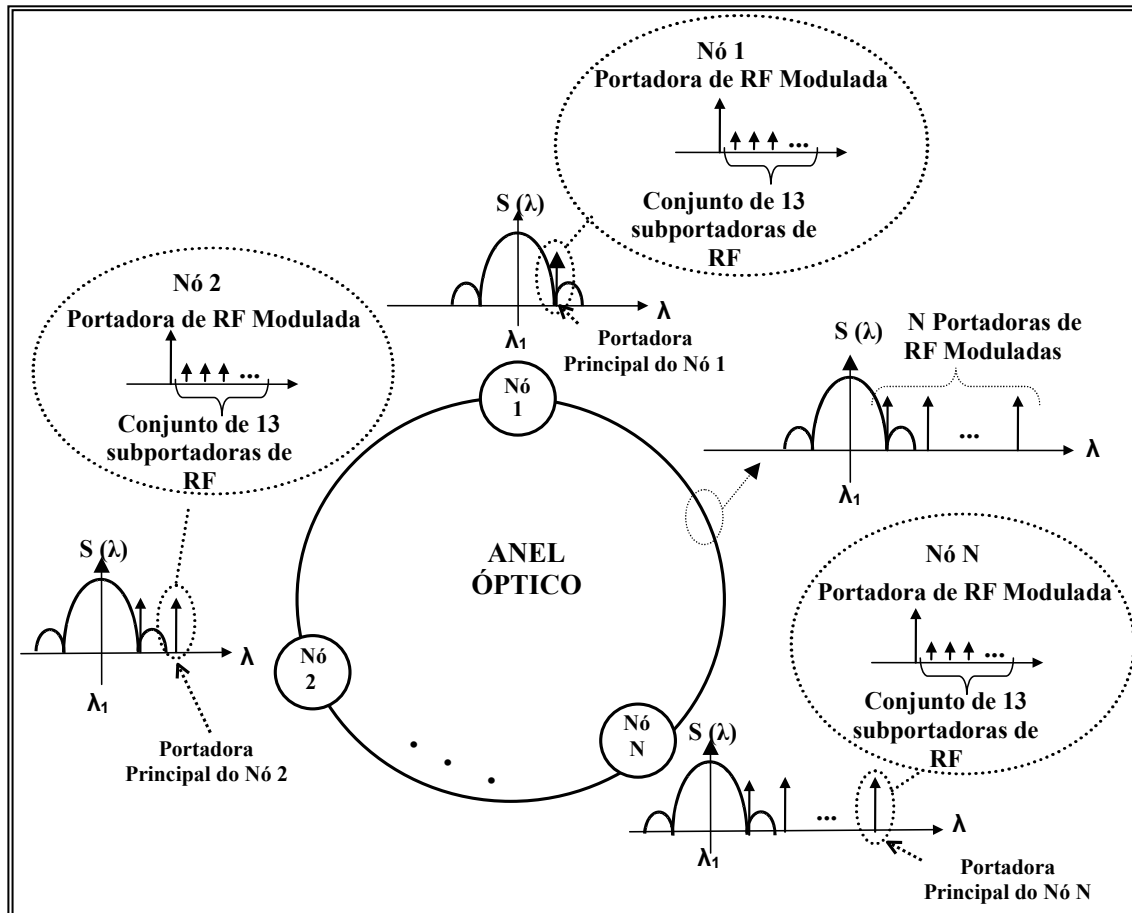 Nó 1
Portadora de RF Modulada
...
Conjunto de 13
subportadoras de
RF
S (λ)
λ
λ₁
Portadora
Principal do Nó 1
Nó 2
Portadora de RF Modulada
...
Conjunto de 13
subportadoras de
RF
S (λ)
λ
λ₁
Portadora
Principal do Nó 2
N Portadoras de
RF Moduladas
S (λ)
...
λ
λ₁
Nó
1
Nó
2
Nó
N
ANEL
ÓPTICO
. . .
Nó N
Portadora de RF Modulada
...
Conjunto de 13
subportadoras de
RF
S (λ)
...
λ
λ₁
Portadora
Principal do Nó N